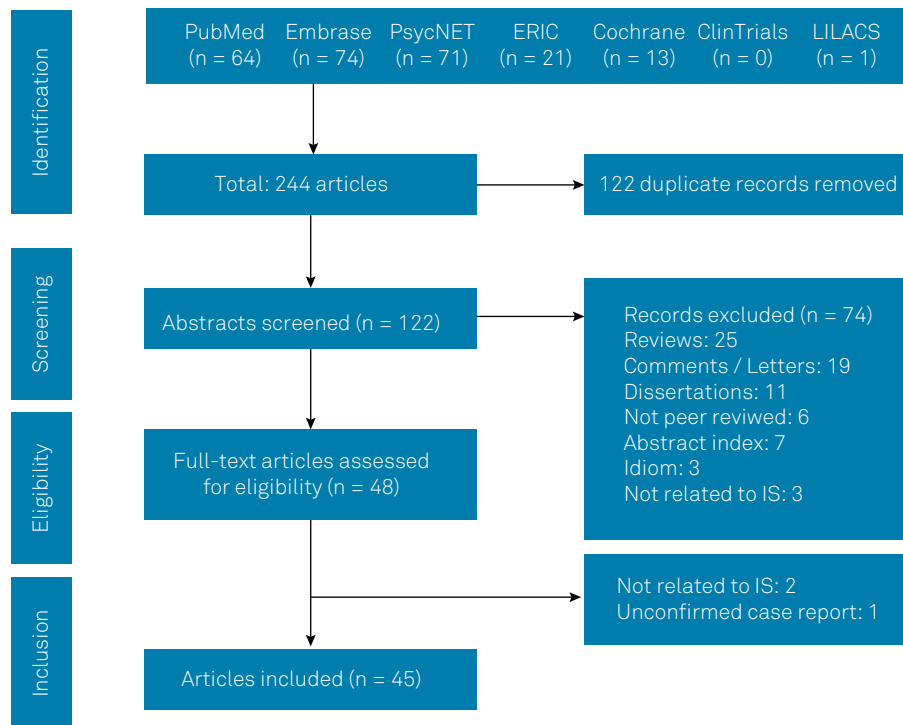 Identification
PubMed Embrase PsycNET ERIC Cochrane ClinTrials LILACS
(n = 64) (n = 74) (n = 71) (n = 21) (n = 13) (n = 0) (n = 1)
Total: 244 articles
122 duplicate records removed
Screening
Abstracts screened (n = 122)
Records excluded (n = 74)
Reviews: 25
Comments / Letters: 19
Dissertations: 11
Not peer reviwed: 6
Abstract index: 7
Idiom: 3
Not related to IS: 3
Eligibility
Full-text articles assessed
for eligibility (n = 48)
Not related to IS: 2
Unconfirmed case report: 1
Inclusion
Articles included (n = 45)